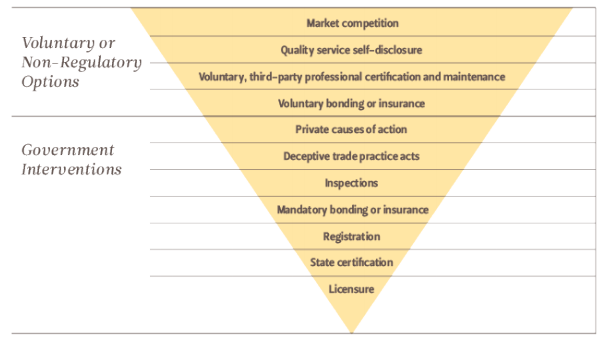 Voluntary or
Non-Regulatory
Options
Market competition
Quality service self-disclosure
Voluntary, third-party professional certification and maintenance
Voluntary bonding or insurance
Government
Interventions
Private causes of action
Deceptive trade practice acts
Inspections
Mandatory bonding or insurance
Registration
State certification
Licensure